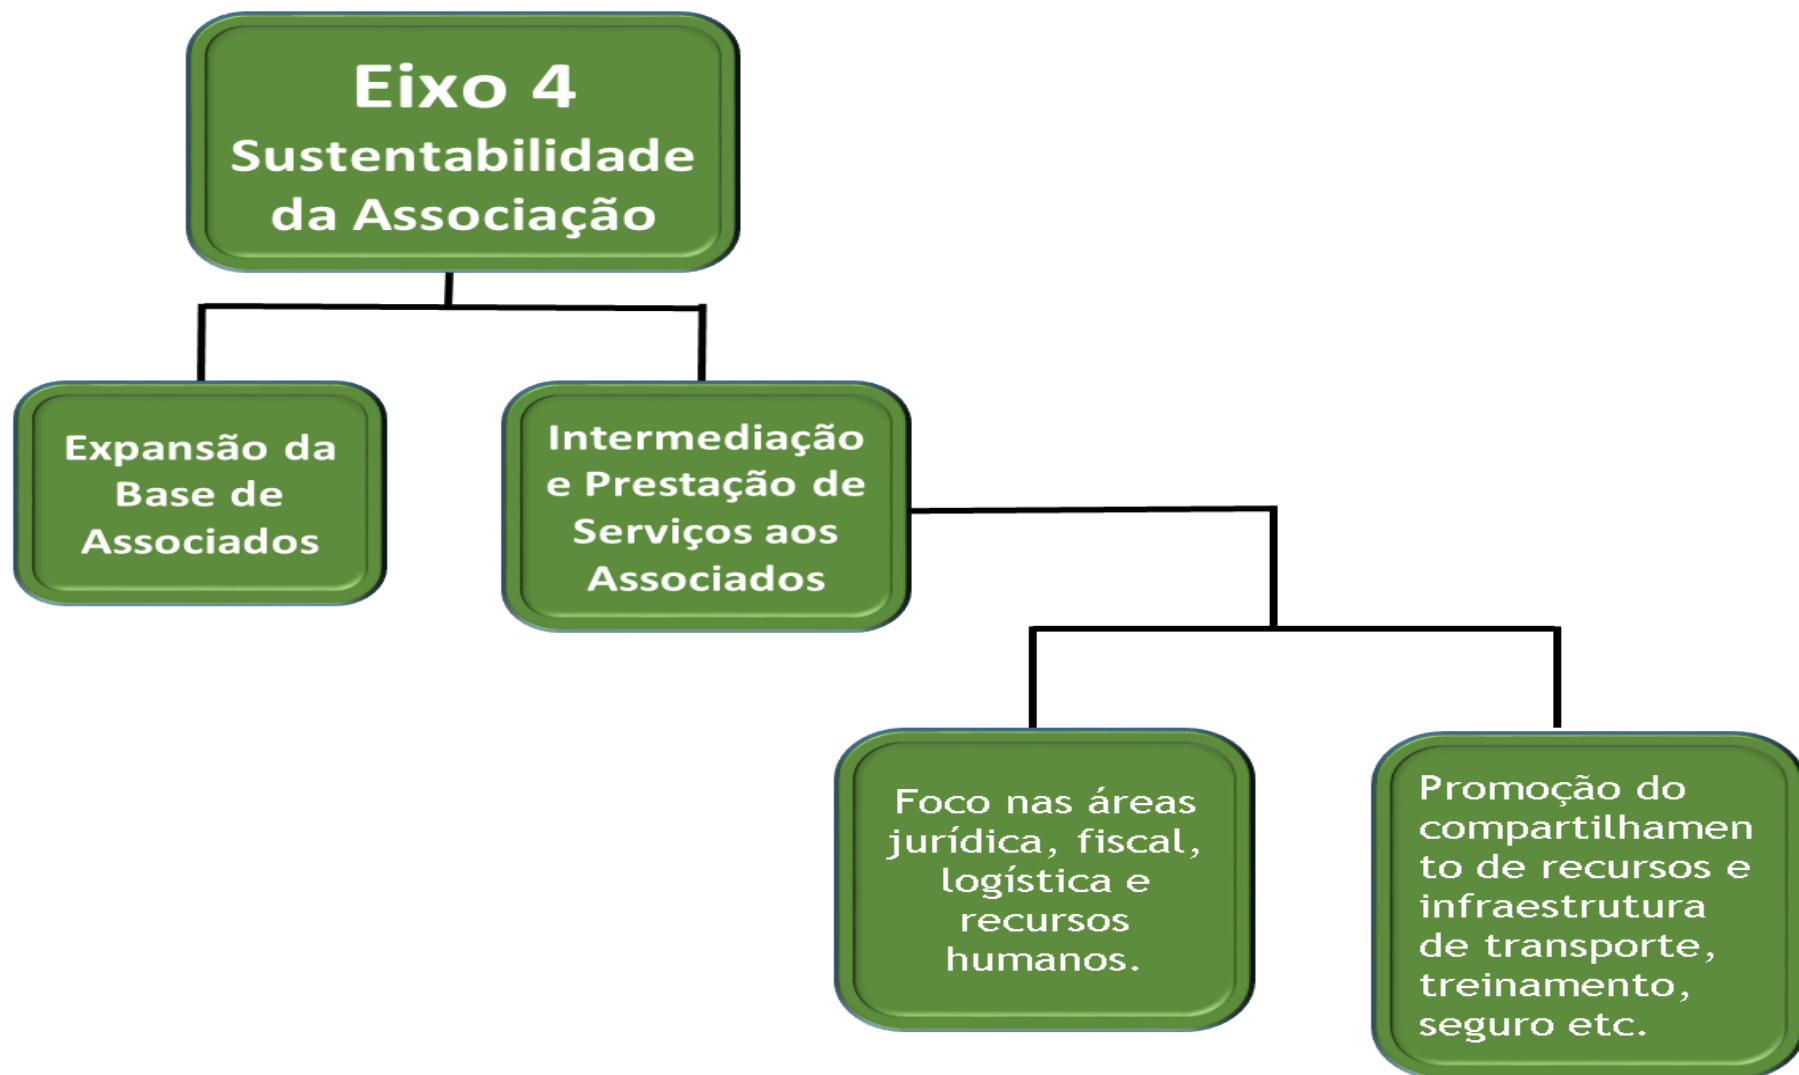 Eixo 4
Sustentabilidade
da Associação
Expansão da
Base de
Associados
Intermediação
e Prestação de
Serviços aos
Associados
Foco nas áreas
jurídica, fiscal,
logística e
recursos
humanos.
Promoção do
compartilhamen
to de recursos e
infraestrutura
de transporte,
treinamento,
seguro etc.